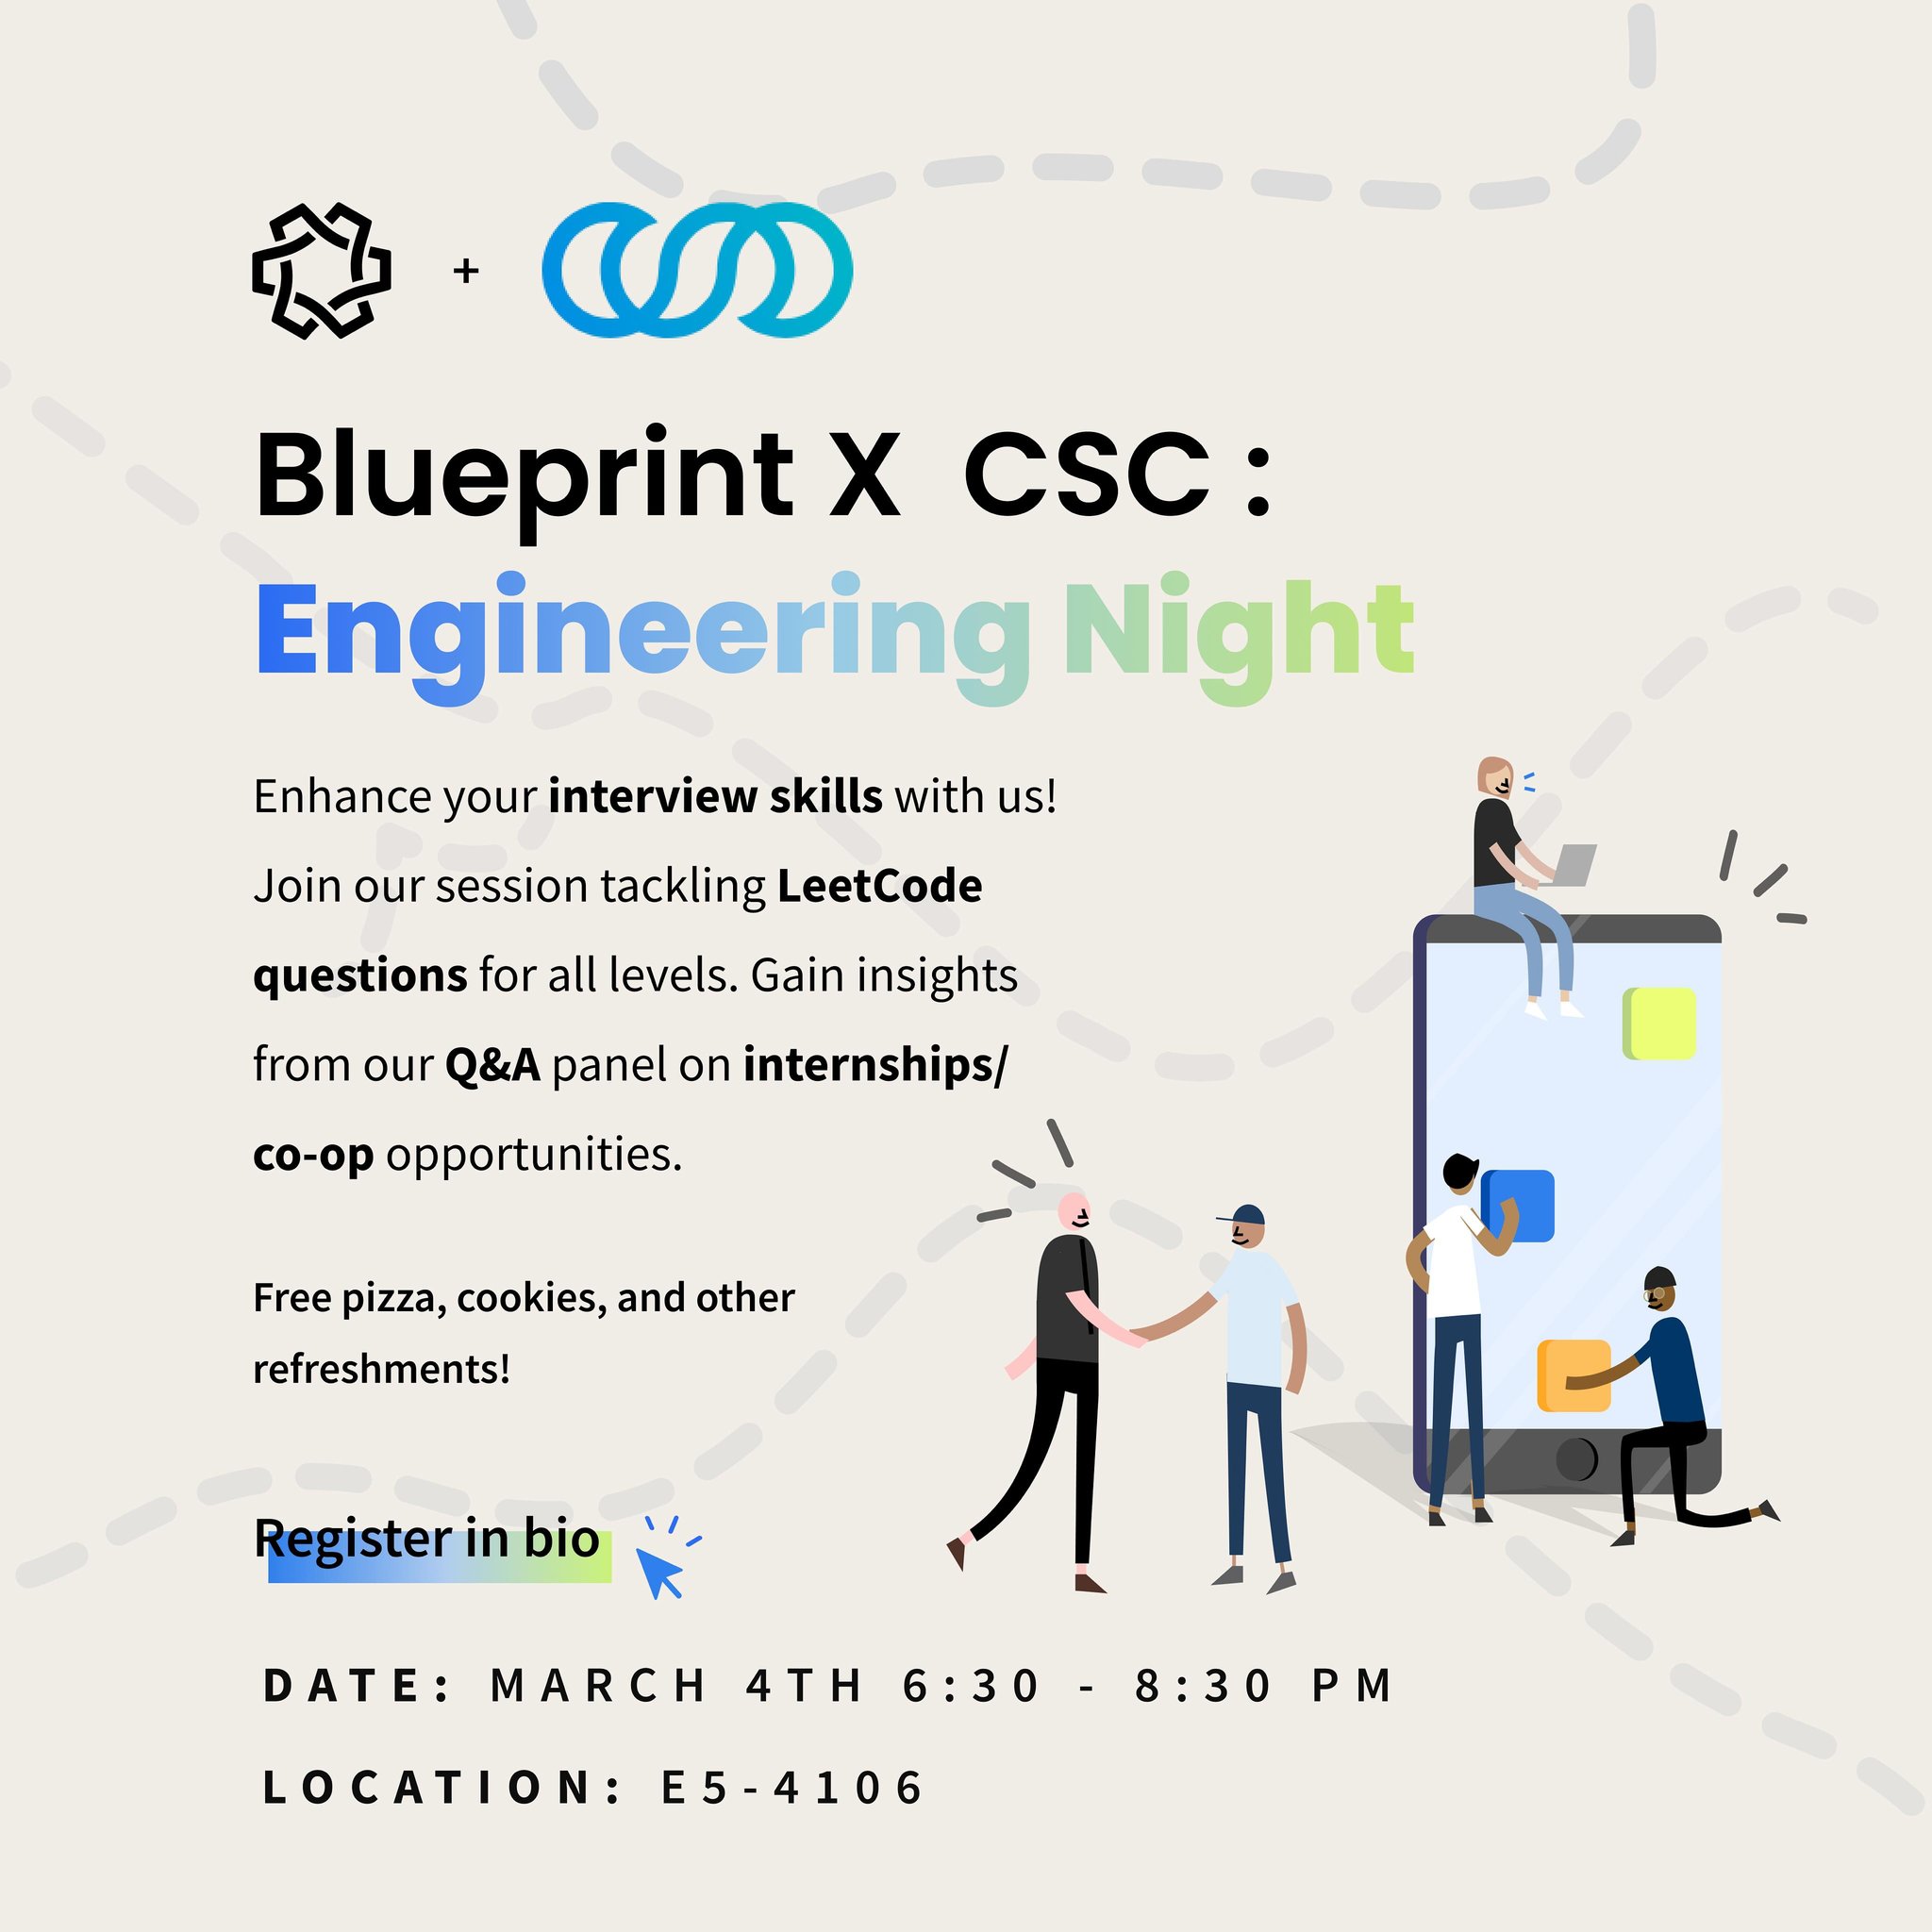 +
Blueprint X CSC :
Engineering Night
Enhance your interview skills with us!
Join our session tackling LeetCode
questions for all levels. Gain insights
from our Q&A panel on internships/
co-op opportunities.
Free pizza, cookies, and other
refreshments!
Register in bio
DATE: MARCH 4TH 6:30 - 8:30 PM
LOCATION: E5-4106